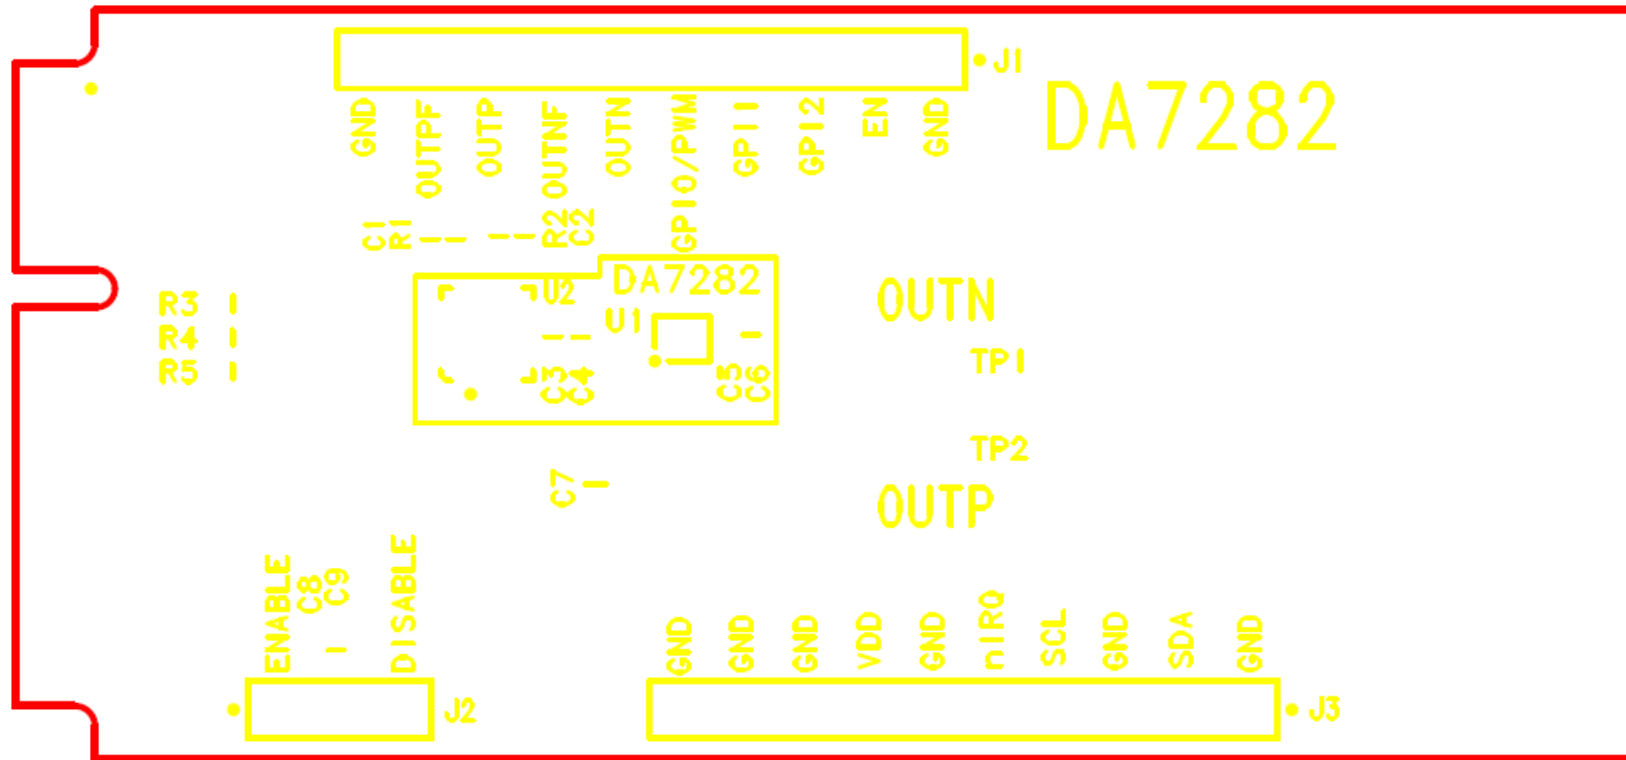 J1
GND
OUTPF
OUTP
OUTNF
OUTN
GPI0/PWM
GPI1
GPI2
EN
GND
DA7282
C1
R1
R2
C2
DA7282
U2
U1
R3
R4
R5
C3
C4
C5
C6
OUTN
TP1
TP2
OUTP
C7
ENABLE
C8
C9
DISABLE
J2
GND
GND
GND
VDD
GND
nIRQ
SCL
GND
SDA
GND
J3